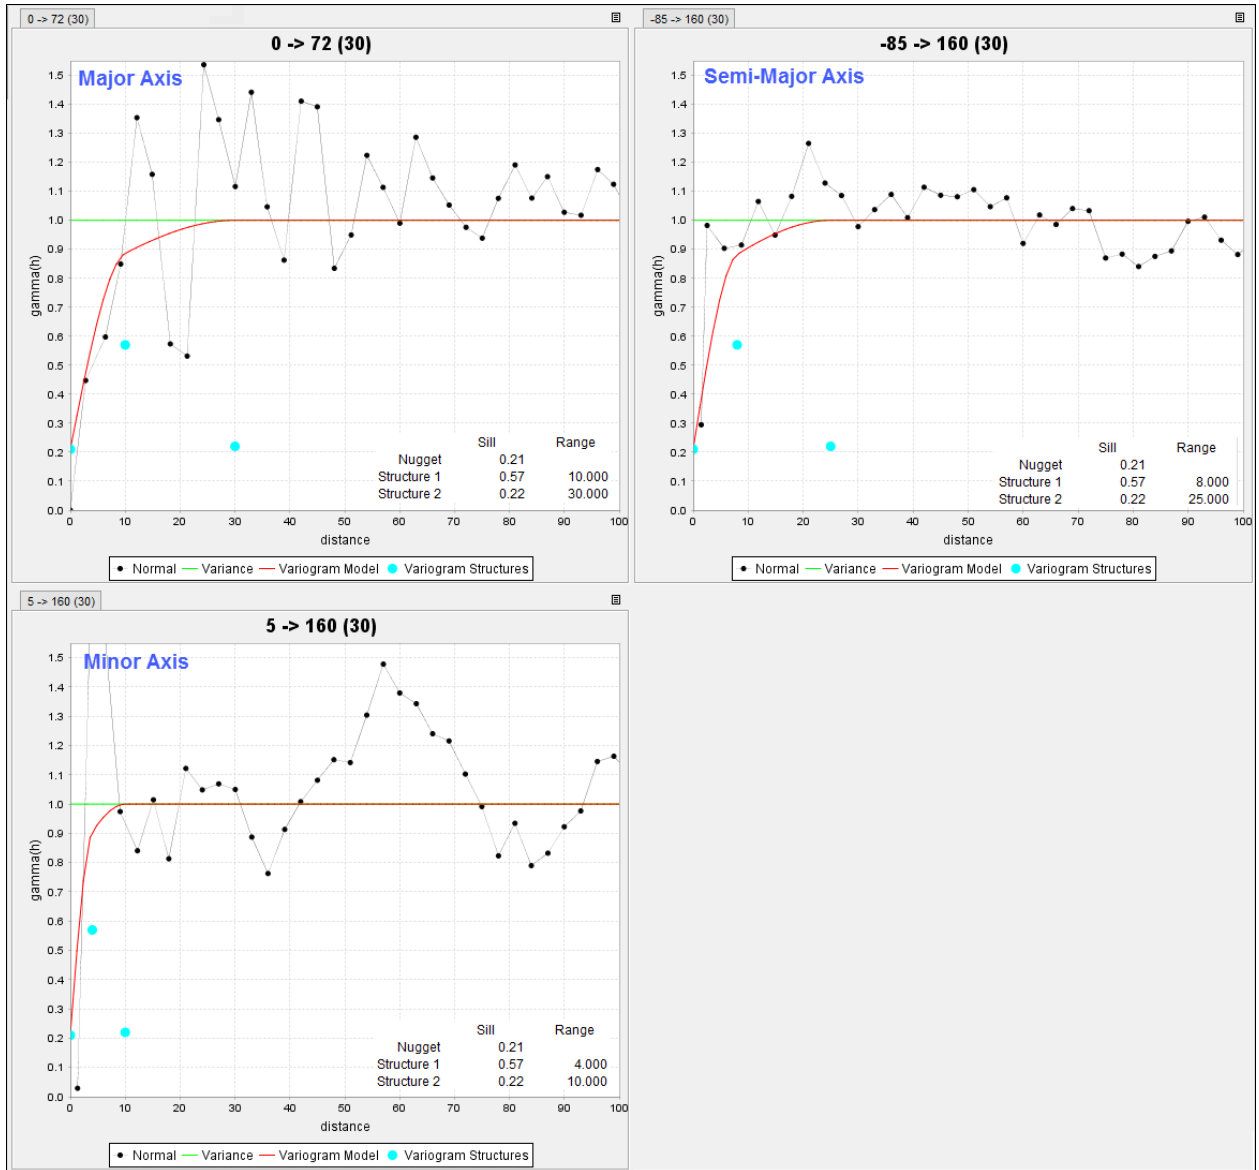 0 -> 72 (30)
0 -> 72 (30)
Major Axis
gamma(h)
1.5
1.4
1.3
1.2
1.1
1.0
0.9
0.8
0.7
0.6
0.5
0.4
0.3
0.2
0.1
0.0
Sill Range
Nugget 0.21
Structure 1 0.57 10.000
Structure 2 0.22 30.000
0 10 20 30 40 50 60 70 80 90 100
distance
Normal Variance Variogram Model Variogram Structures
-85 -> 160 (30)
-85 -> 160 (30)
Semi-Major Axis
gamma(h)
1.5
1.4
1.3
1.2
1.1
1.0
0.9
0.8
0.7
0.6
0.5
0.4
0.3
0.2
0.1
0.0
Sill Range
Nugget 0.21
Structure 1 0.57 8.000
Structure 2 0.22 25.000
0 10 20 30 40 50 60 70 80 90 100
distance
Normal Variance Variogram Model Variogram Structures
5 -> 160 (30)
5 -> 160 (30)
Minor Axis
gamma(h)
1.5
1.4
1.3
1.2
1.1
1.0
0.9
0.8
0.7
0.6
0.5
0.4
0.3
0.2
0.1
0.0
Sill Range
Nugget 0.21
Structure 1 0.57 4.000
Structure 2 0.22 10.000
0 10 20 30 40 50 60 70 80 90 100
distance
Normal Variance Variogram Model Variogram Structures